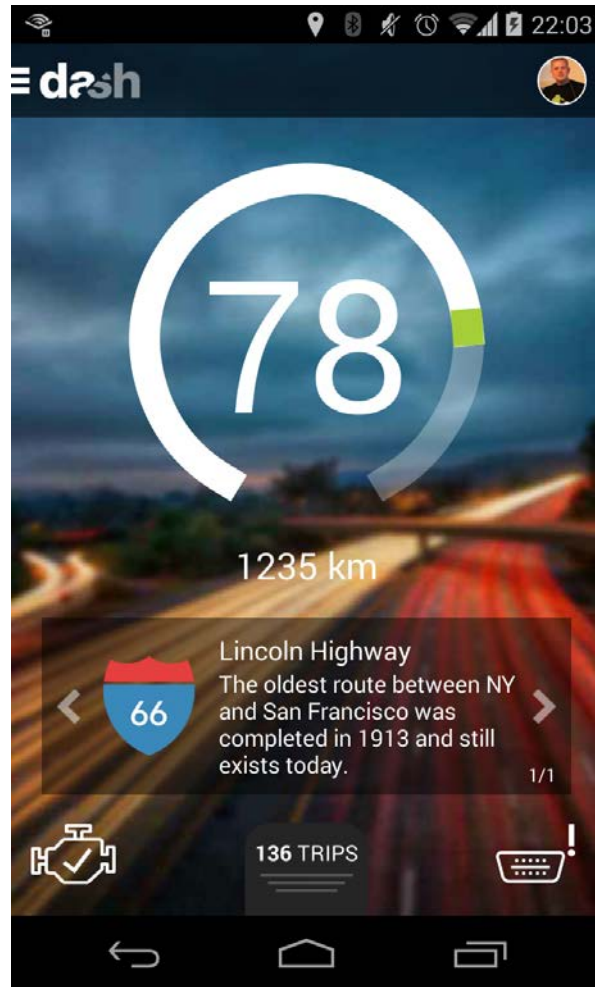 22:03
dash
78
1235 km
Lincoln Highway
66
The oldest route between NY
and San Francisco was
completed in 1913 and still
exists today.
1/1
136 TRIPS
!